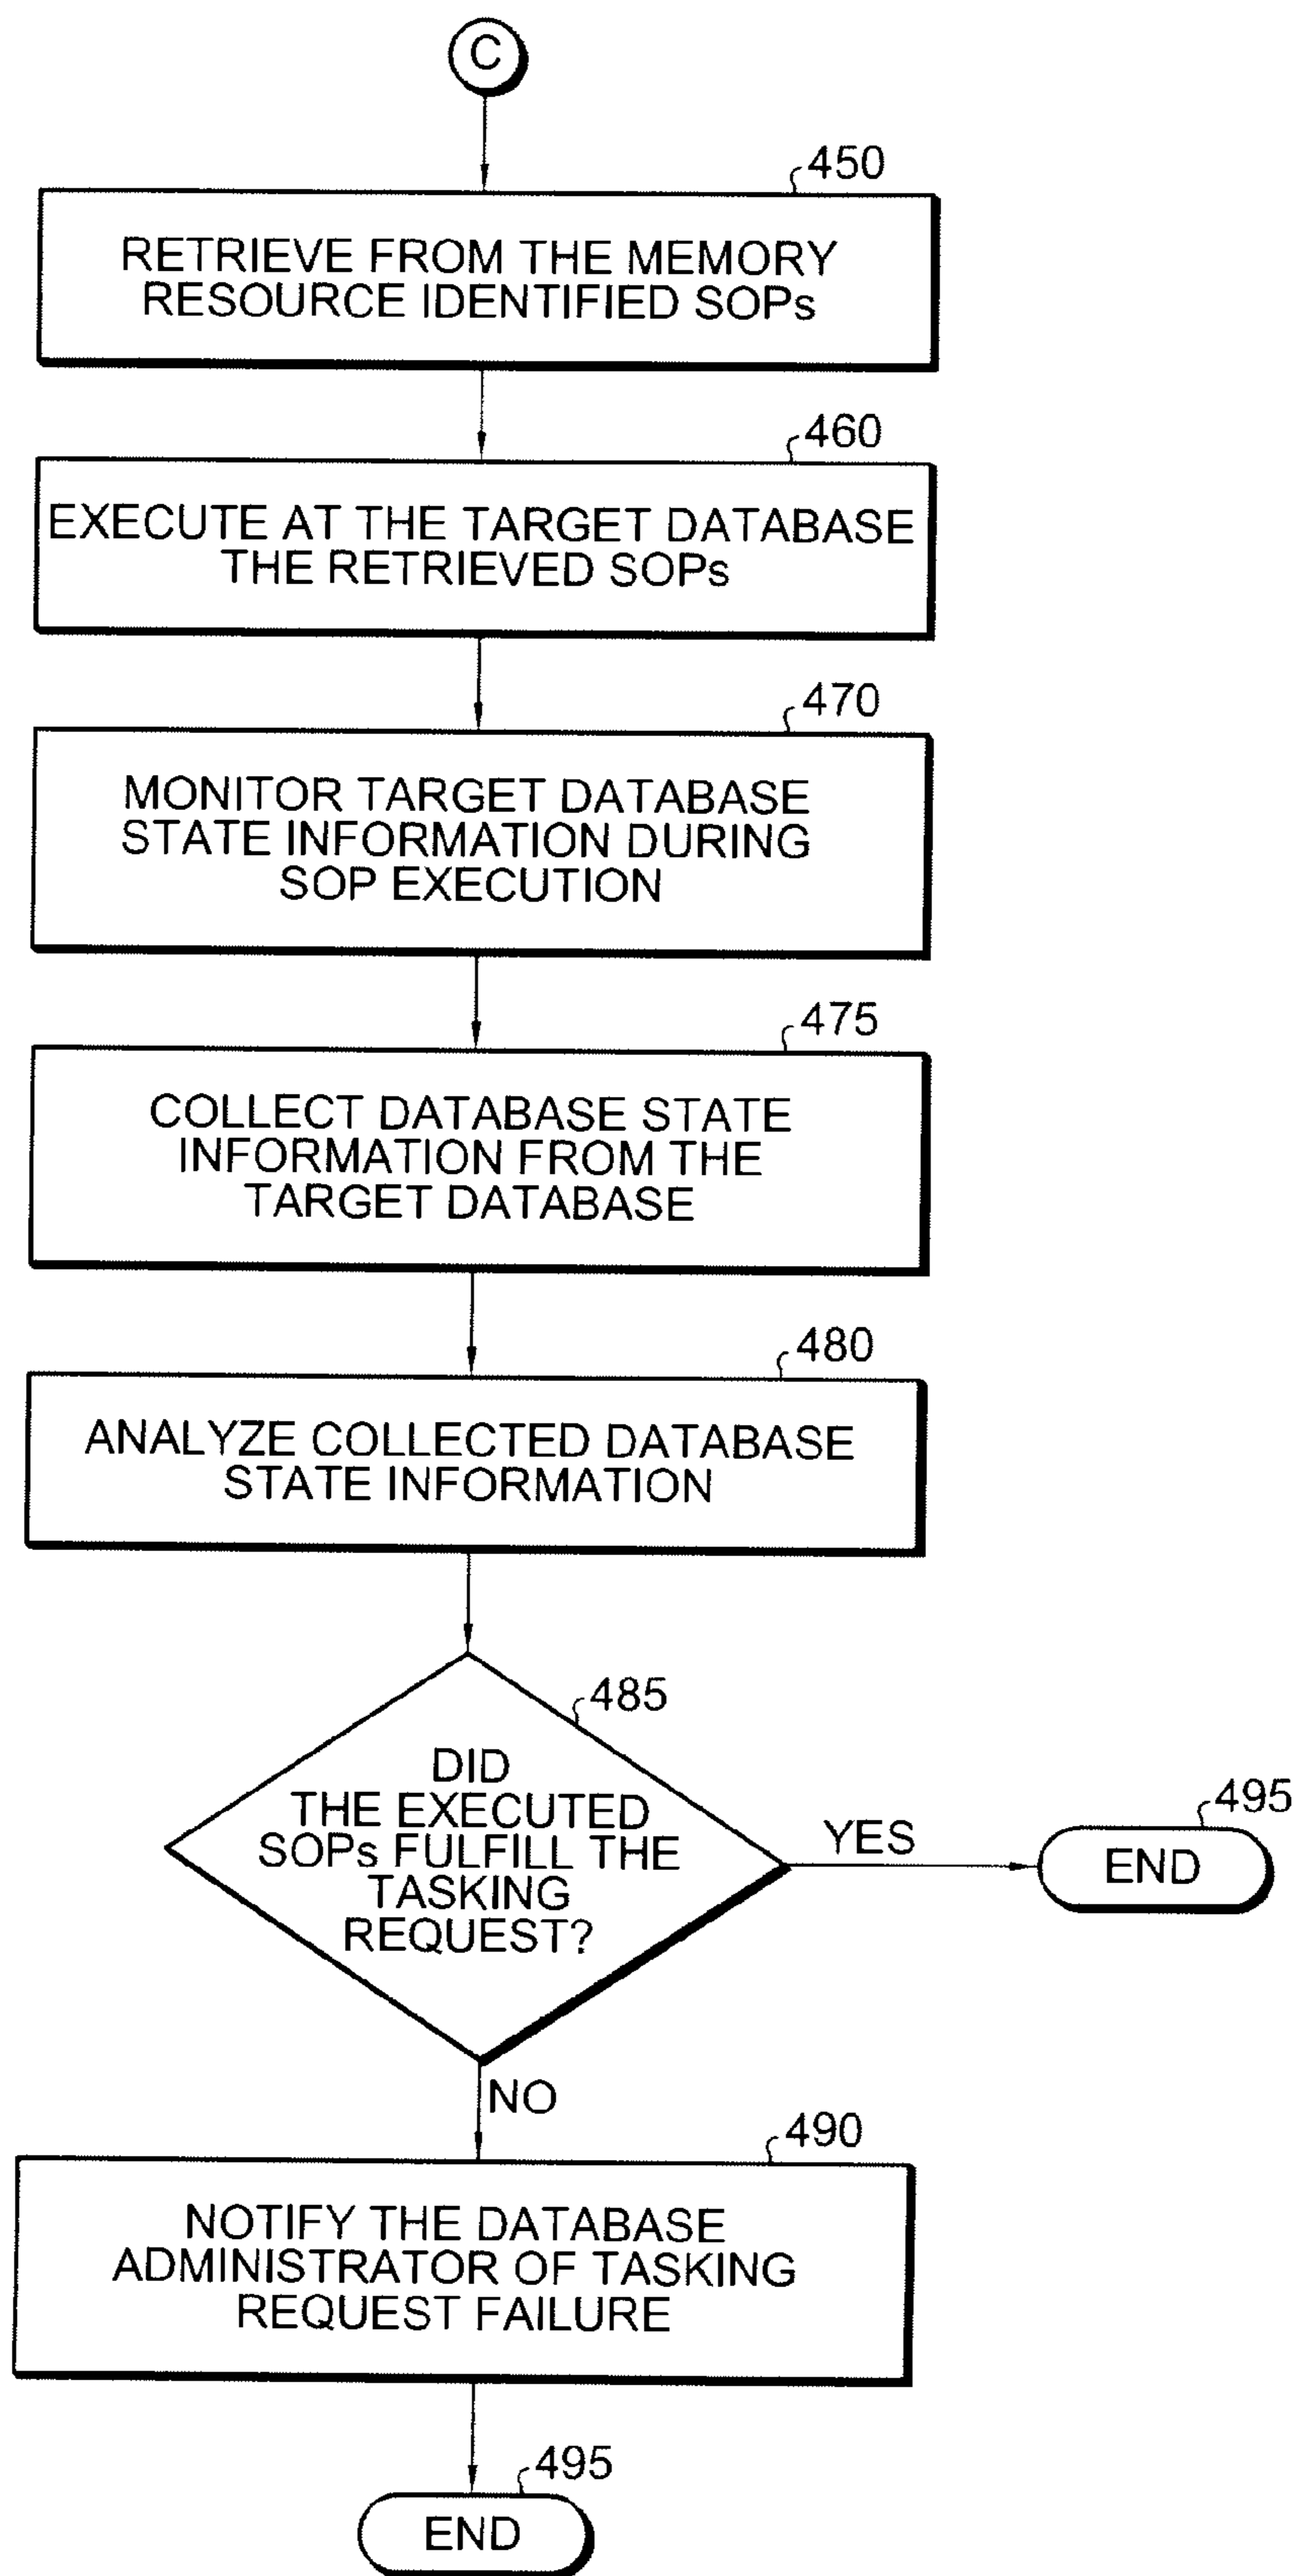 C
450
RETRIEVE FROM THE MEMORY
RESOURCE IDENTIFIED SOPs
460
EXECUTE AT THE TARGET DATABASE
THE RETRIEVED SOPs
470
MONITOR TARGET DATABASE
STATE INFORMATION DURING
SOP EXECUTION
475
COLLECT DATABASE STATE
INFORMATION FROM THE
TARGET DATABASE
480
ANALYZE COLLECTED DATABASE
STATE INFORMATION
485
DID
THE EXECUTED
SOPs FULFILL THE
TASKING
REQUEST?
YES
495
END
NO
490
NOTIFY THE DATABASE
ADMINISTRATOR OF TASKING
REQUEST FAILURE
495
END